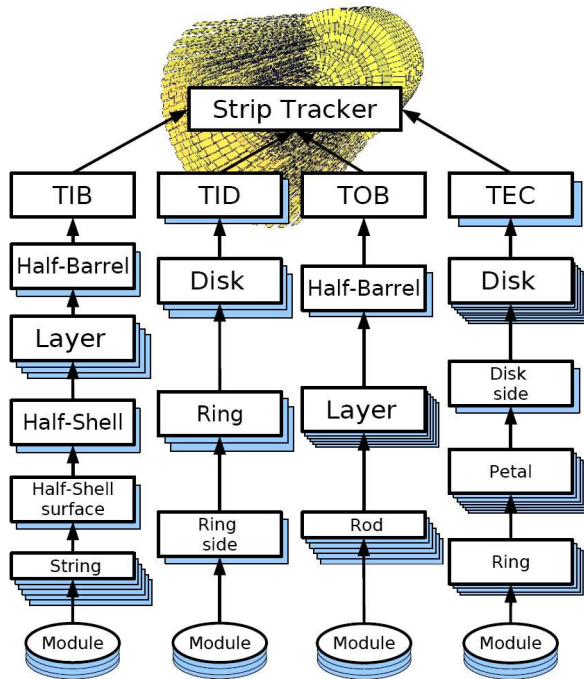 Strip Tracker
TIB
TID
TOB
TEC
Half-Barrel
Disk
Half-Barrel
Disk
Layer
Disk
side
Half-Shell
Ring
Layer
Petal
Half-Shell
surface
Ring
side
Rod
String
Ring
Module
Module
Module
Module